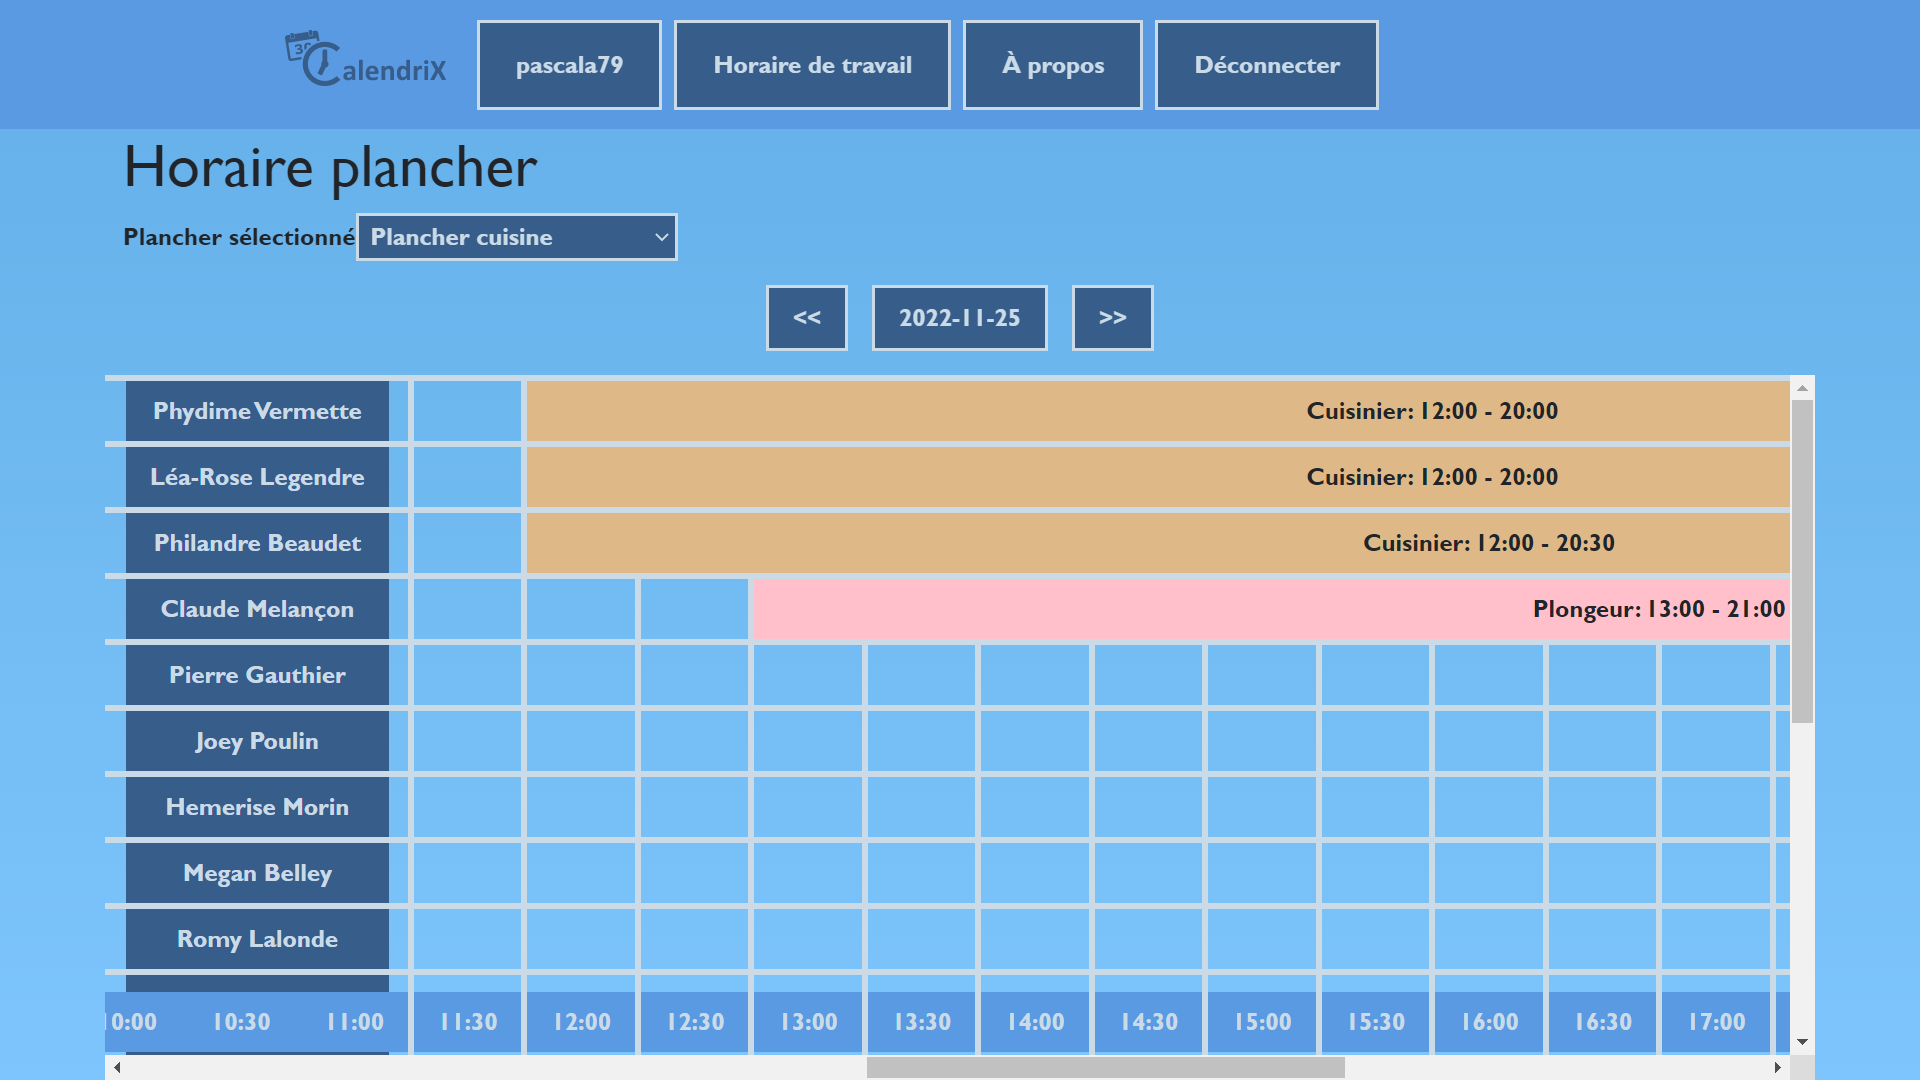 30 CalendriX
pascala79
Horaire de travail
À propos
Déconnecter
Horaire plancher
Plancher sélectionné Plancher cuisine
<< 2022-11-25 >>
Phydime Vermette Cuisinier: 12:00 - 20:00
Léa-Rose Legendre Cuisinier: 12:00 - 20:00
Philandre Beaudet Cuisinier: 12:00 - 20:30
Claude Melançon Plongeur: 13:00 - 21:00
Pierre Gauthier
Joey Poulin
Hemerise Morin
Megan Belley
Romy Lalonde
10:00 10:30 11:00 11:30 12:00 12:30 13:00 13:30 14:00 14:30 15:00 15:30 16:00 16:30 17:00